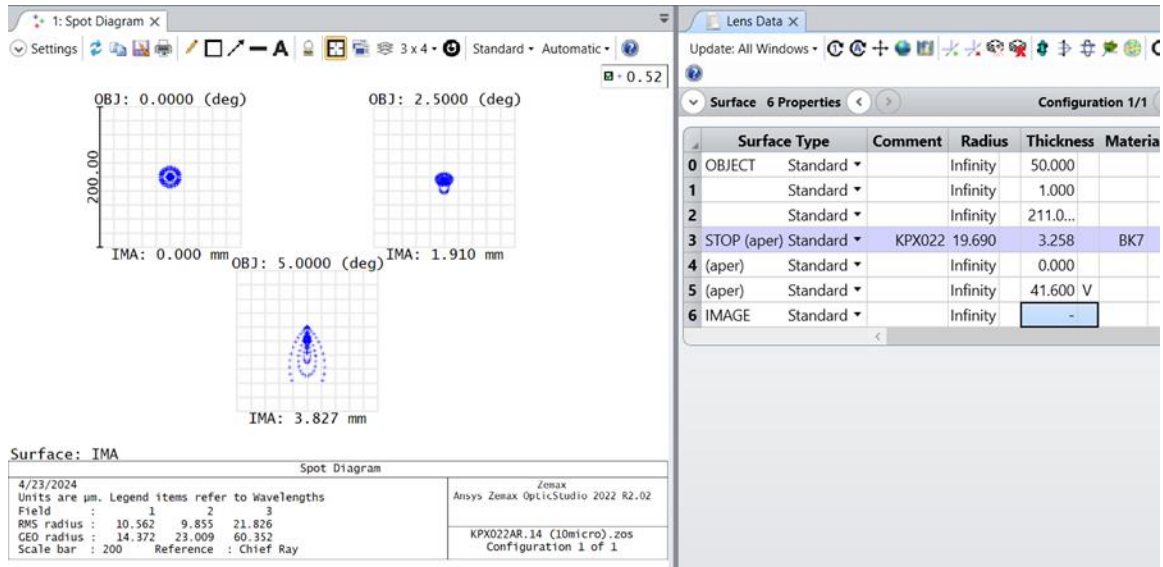 1: Spot Diagram ×
Settings
3 x 4
Standard
Automatic
0.52
OBJ: 0.0000 (deg)
OBJ: 2.5000 (deg)
200.00
IMA: 0.000 mm
IMA: 1.910 mm
OBJ: 5.0000 (deg)
IMA: 3.827 mm
Surface: IMA
Spot Diagram
4/23/2024
Units are µm. Legend items refer to Wavelengths
Field : 1 2 3
RMS radius : 10.562 9.855 21.826
GEO radius : 14.372 23.009 60.352
Scale bar : 200 Reference : Chief Ray
Zemax
Ansys Zemax OpticStudio 2022 R2.02
KPX022AR.14 (10micro).zos
Configuration 1 of 1
Lens Data ×
Update: All Windows
Surface 6 Properties
Configuration 1/1
Surface Type Comment Radius Thickness Materia
0 OBJECT Standard Infinity 50.000
1 Standard Infinity 1.000
2 Standard Infinity 211.0...
3 STOP (aper) Standard KPX022 19.690 3.258 BK7
4 (aper) Standard Infinity 0.000
5 (aper) Standard Infinity 41.600 V
6 IMAGE Standard Infinity -